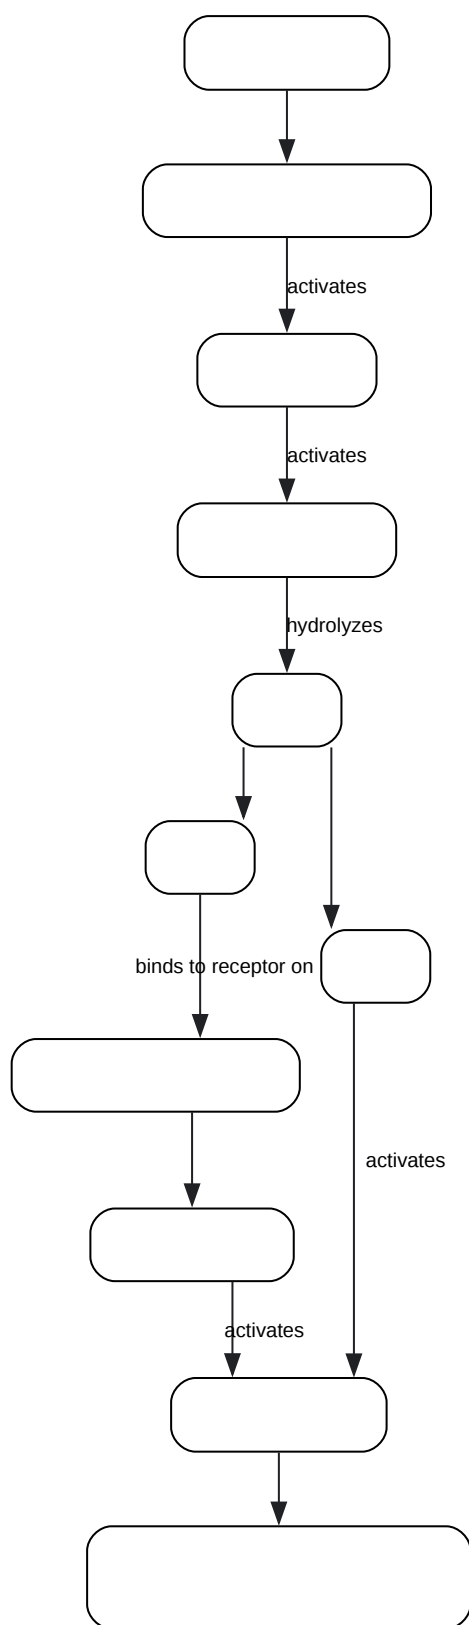 activates
activates
hydrolyzes
binds to receptor on
activates
activates